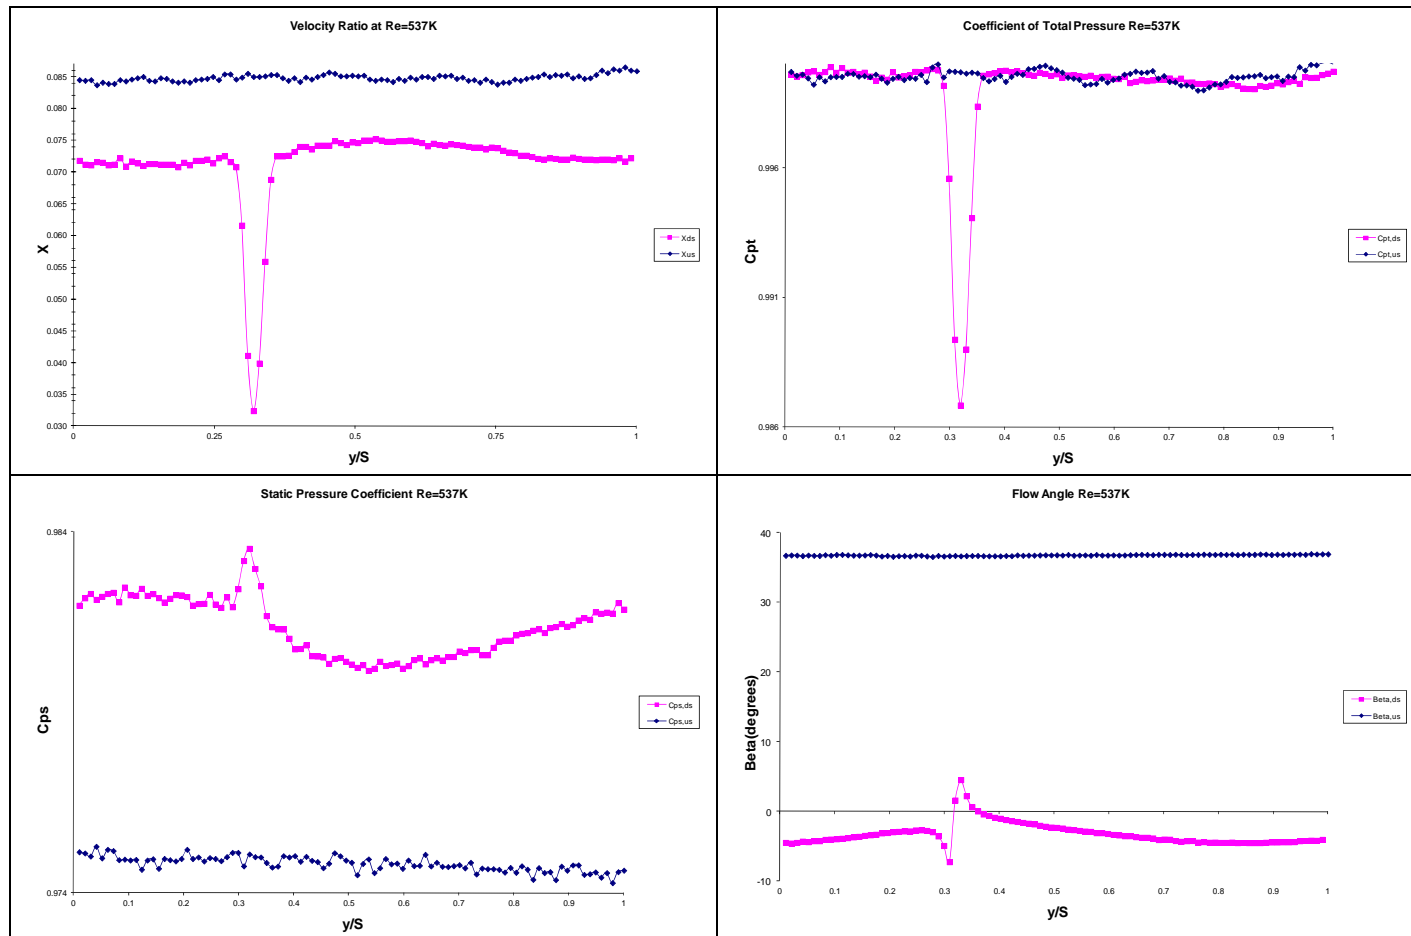 Velocity Ratio at Re=537K
0.085
0.080
0.075
0.070
0.065
0.060
0.055
0.050
0.045
0.040
0.035
0.030
X
0 0.25 0.5 0.75 1
y/S
Xds
Xus
Coefficient of Total Pressure Re=537K
0.996
0.991
0.986
Cpt
0 0.1 0.2 0.3 0.4 0.5 0.6 0.7 0.8 0.9 1
y/S
Cpt,ds
Cpt,us
Static Pressure Coefficient Re=537K
0.984
0.974
Cps
0 0.1 0.2 0.3 0.4 0.5 0.6 0.7 0.8 0.9 1
y/S
Cps,ds
Cps,us
Flow Angle Re=537K
40
30
20
10
0
-10
Beta(degrees)
0 0.1 0.2 0.3 0.4 0.5 0.6 0.7 0.8 0.9 1
y/S
Beta,ds
Beta,us